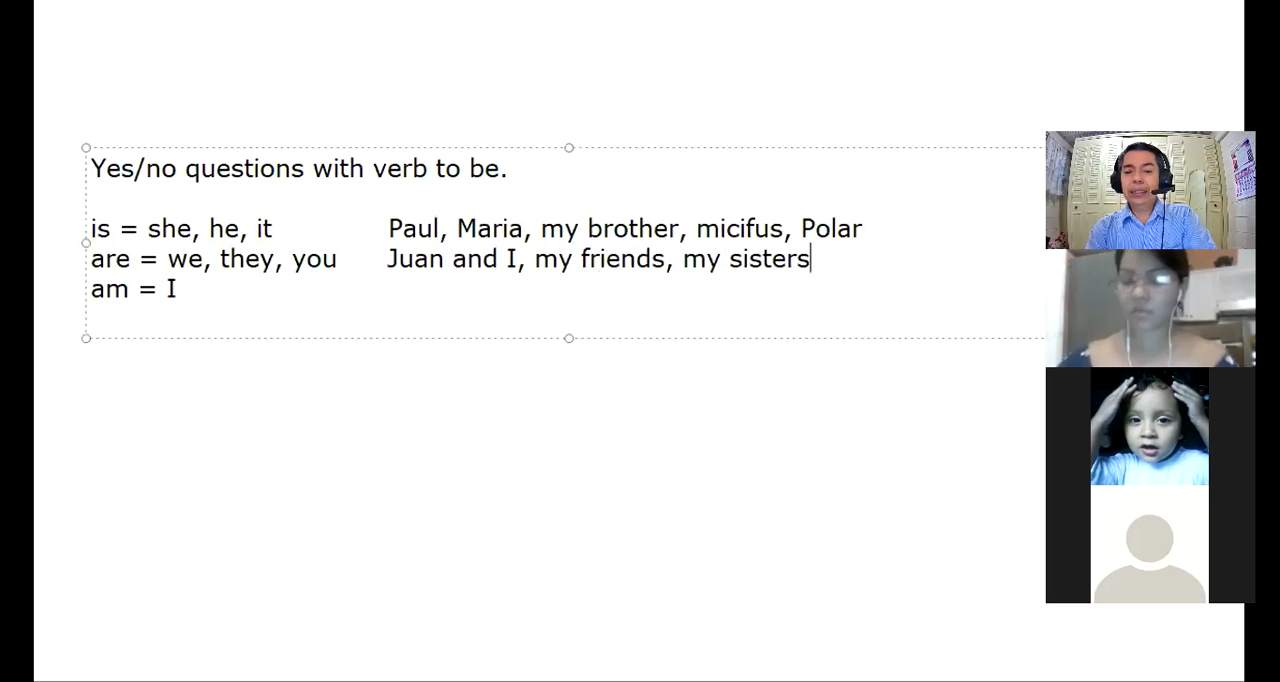 Yes/no questions with verb to be.
is = she, he, it Paul, Maria, my brother, micifus, Polar
are = we, they, you Juan and I, my friends, my sisters
am = I